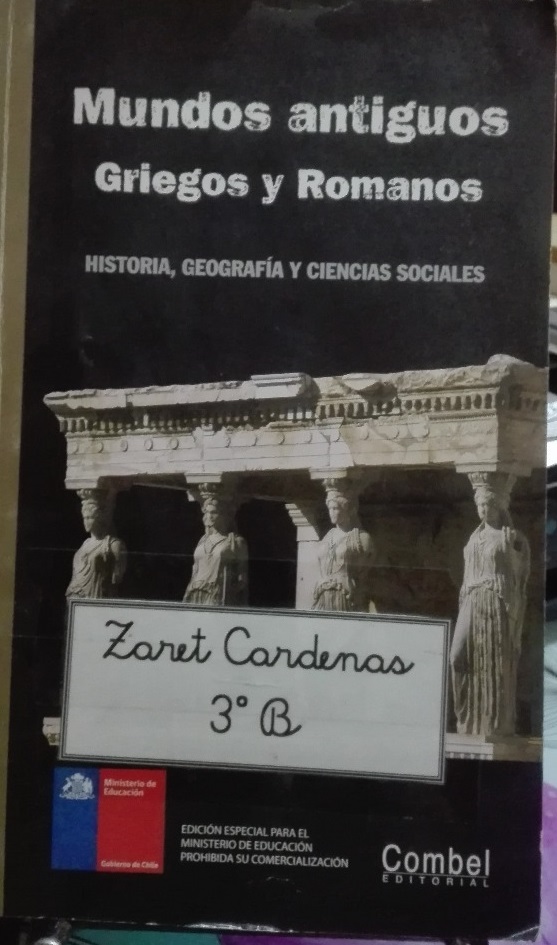 Mundos antiguos
Griegos y Romanos
HISTORIA, GEOGRAFÍA Y CIENCIAS SOCIALES
Zaret Cardenas
3° B
Ministerio de
Educación
Gobierno de Chile
EDICIÓN ESPECIAL PARA EL
MINISTERIO DE EDUCACIÓN
PROHIBIDA SU COMERCIALIZACIÓN
Combel
EDITORIAL